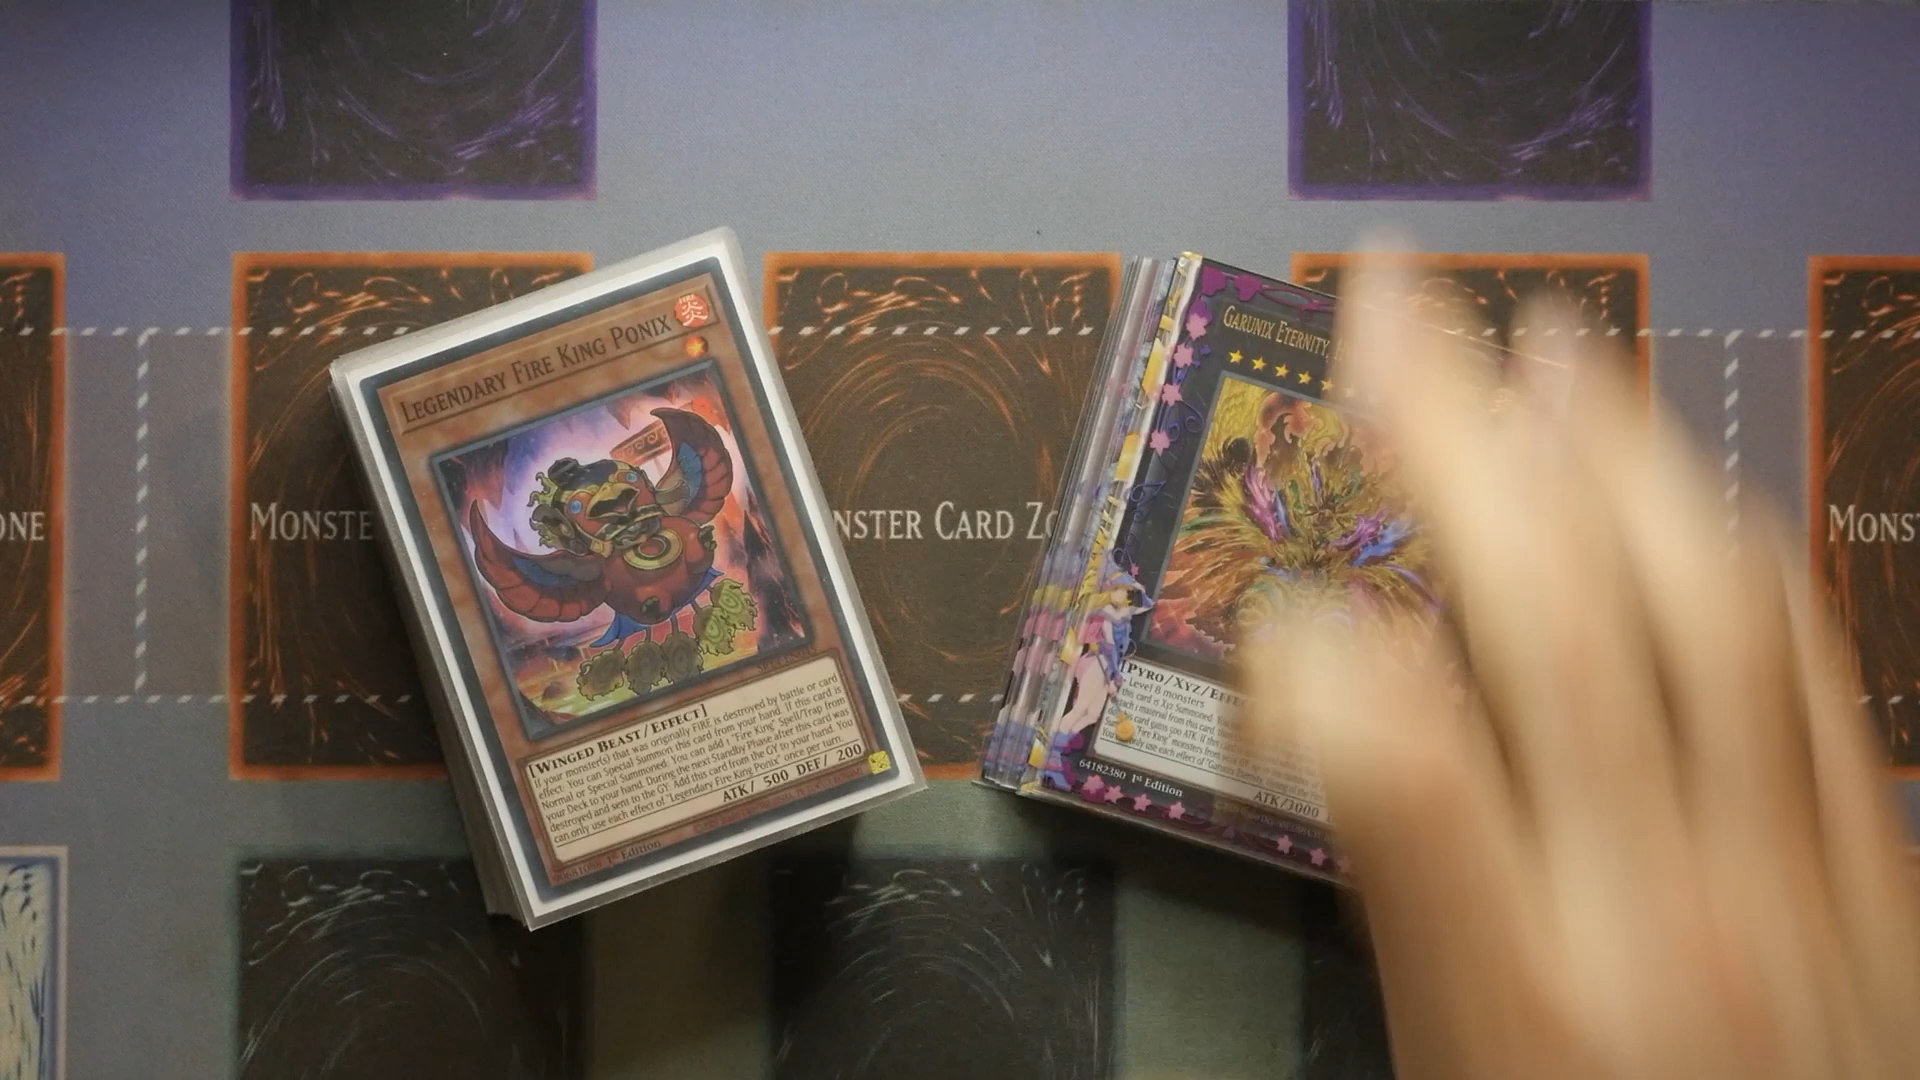 LEGENDARY FIRE KING PONIX
FIRE
炎
[WINGED BEAST/EFFECT]
If your monster(s) that was originally FIRE is destroyed by battle or card
effect: You can Special Summon this card from your hand. If this card is
Normal or Special Summoned: You can add 1 "Fire King" Spell/Trap from
your Deck to your hand. During the next Standby Phase after this card was
destroyed and sent to the GY: Add this card from the GY to your hand. You
can only use each effect of "Legendary Fire King Ponix" once per turn.
ATK/ 500 DEF/ 200
1st Edition
GARUNIX ETERNITY,
[PYRO/XYZ/EFFE
Level 8 monsters
64182380 1st Edition
ATK/3000
ONE
MONSTE
NSTER CARD ZO
MONS